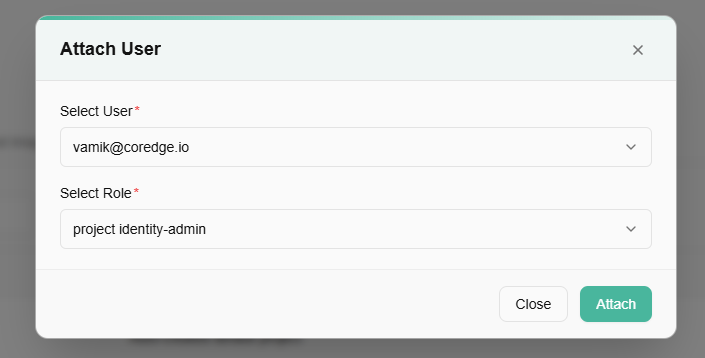 Attach User
Select User*
vamik@coredge.io
Select Role*
project identity-admin
Close
Attach